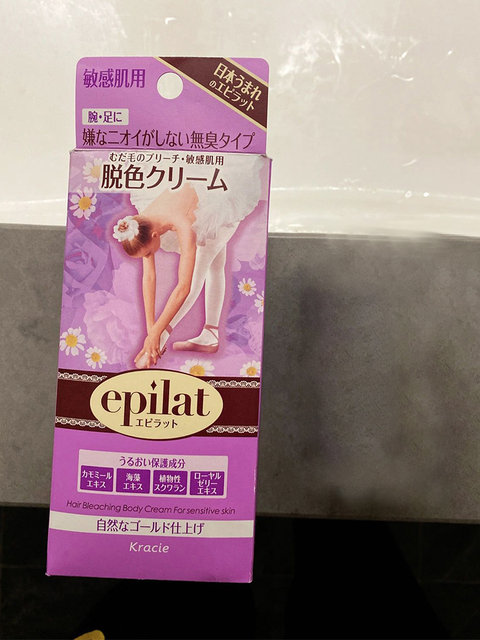 敏感肌用
日本うまれ
のエピラット
腕・足に
嫌なニオイがしない無臭タイプ
むだ毛のブリーチ・敏感肌用
脱色クリーム
epilat
エピラット
うるおい保護成分
カモミール
エキス
海藻
エキス
植物性
スクワラン
ローヤル
ゼリー
エキス
Hair Bleaching Body Cream For sensitive skin
自然なゴールド仕上げ
Kracie